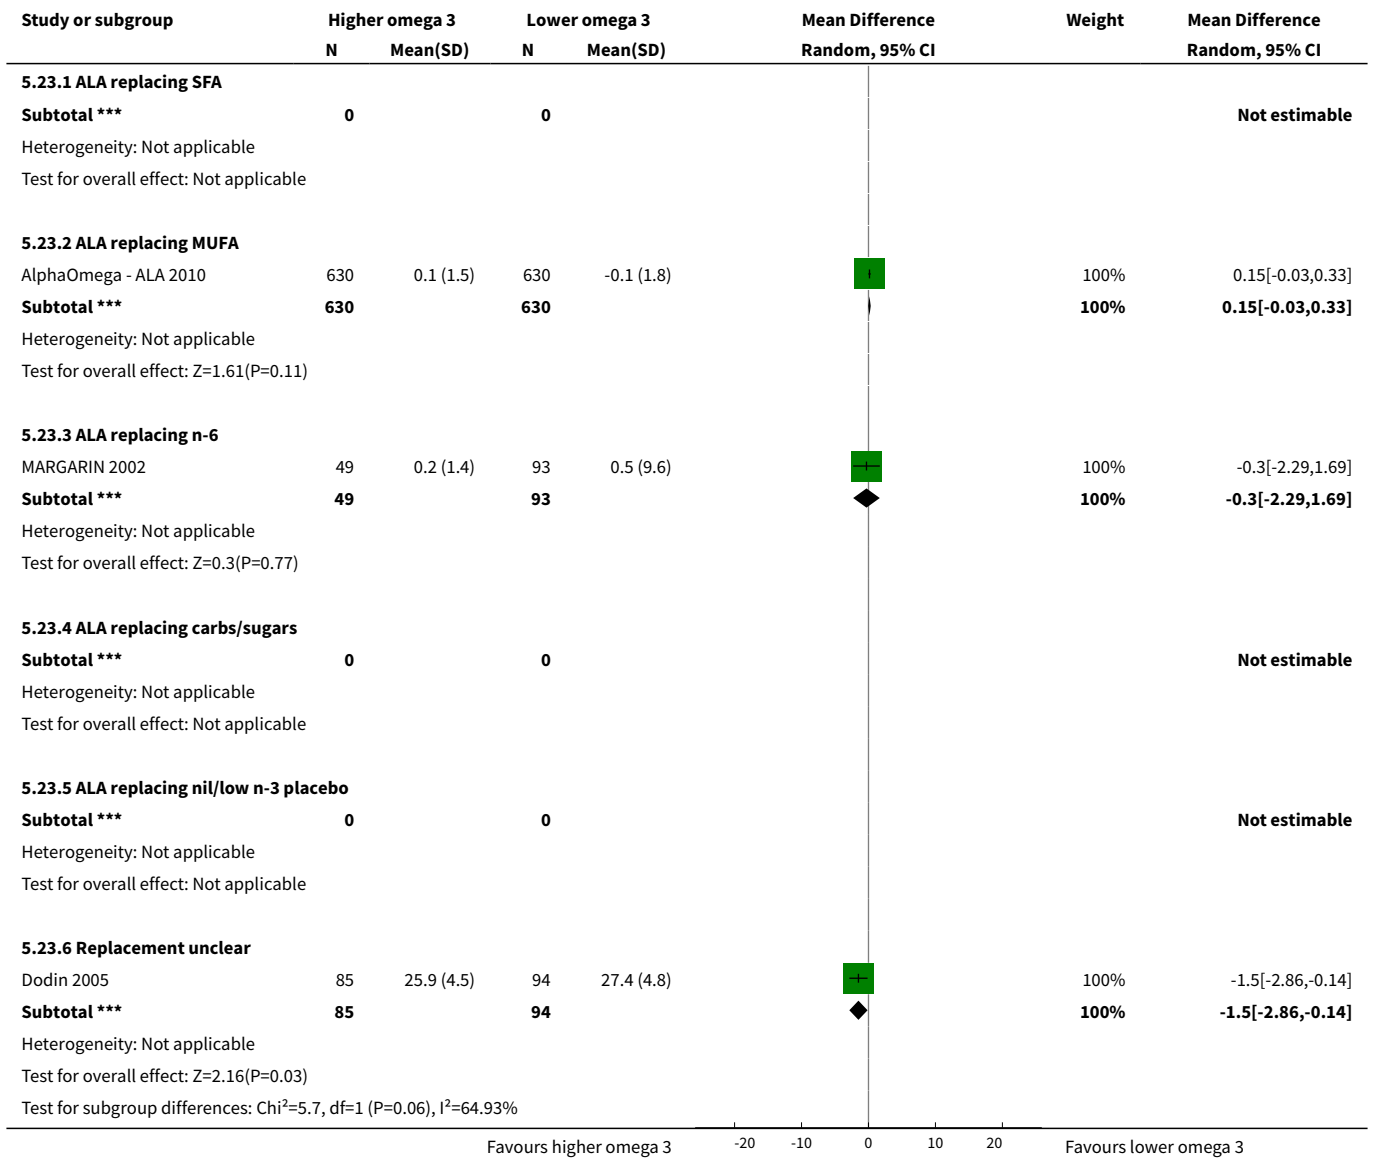 Study or subgroup Higher omega 3 Lower omega 3 Mean Difference Weight Mean Difference
N Mean(SD) N Mean(SD) Random, 95% CI Random, 95% CI
5.23.1 ALA replacing SFA
Subtotal *** 0 0 Not estimable
Heterogeneity: Not applicable
Test for overall effect: Not applicable
5.23.2 ALA replacing MUFA
AlphaOmega - ALA 2010 630 0.1 (1.5) 630 -0.1 (1.8) 100% 0.15[-0.03,0.33]
Subtotal *** 630 630 100% 0.15[-0.03,0.33]
Heterogeneity: Not applicable
Test for overall effect: Z=1.61(P=0.11)
5.23.3 ALA replacing n-6
MARGARIN 2002 49 0.2 (1.4) 93 0.5 (9.6) 100% -0.3[-2.29,1.69]
Subtotal *** 49 93 100% -0.3[-2.29,1.69]
Heterogeneity: Not applicable
Test for overall effect: Z=0.3(P=0.77)
5.23.4 ALA replacing carbs/sugars
Subtotal *** 0 0 Not estimable
Heterogeneity: Not applicable
Test for overall effect: Not applicable
5.23.5 ALA replacing nil/low n-3 placebo
Subtotal *** 0 0 Not estimable
Heterogeneity: Not applicable
Test for overall effect: Not applicable
5.23.6 Replacement unclear
Dodin 2005 85 25.9 (4.5) 94 27.4 (4.8) 100% -1.5[-2.86,-0.14]
Subtotal *** 85 94 100% -1.5[-2.86,-0.14]
Heterogeneity: Not applicable
Test for overall effect: Z=2.16(P=0.03)
Test for subgroup differences: Chi²=5.7, df=1 (P=0.06), I²=64.93%
Favours higher omega 3 -20 -10 0 10 20 Favours lower omega 3